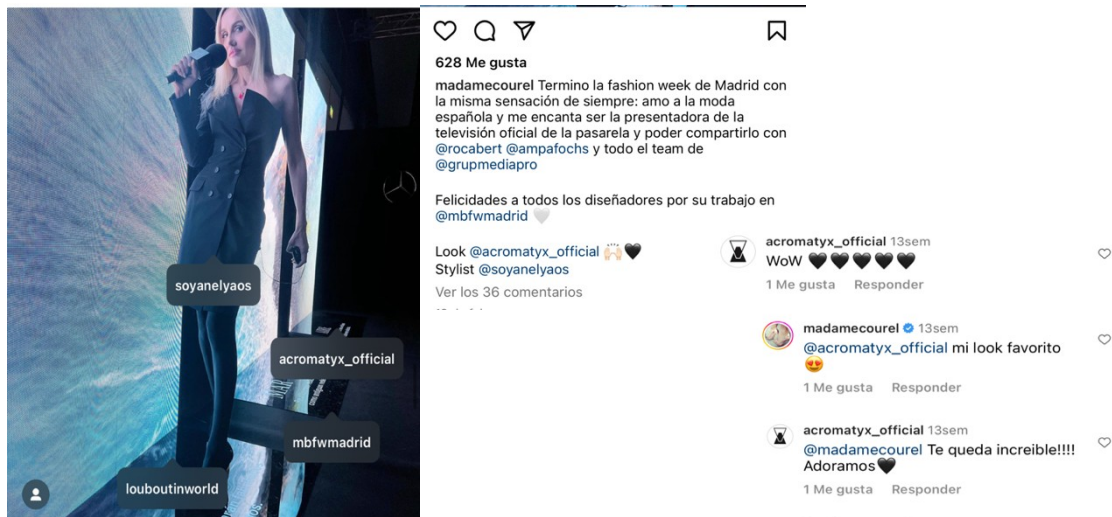 soyanelyaos
acromatyx_official
mbfwmadrid
louboutinworld
628 Me gusta
madamecourel Termino la fashion week de Madrid con
la misma sensación de siempre: amo a la moda
española y me encanta ser la presentadora de la
televisión oficial de la pasarela y poder compartirlo con
@rocabert @ampafochs y todo el team de
@grupmediapro
Felicidades a todos los diseñadores por su trabajo en
@mbfwmadrid 🤍
Look @acromatyx_official 🙌🏻🖤
Stylist @soyanelyaos
Ver los 36 comentarios
acromatyx_official 13sem
WoW 🖤🖤🖤🖤🖤
1 Me gusta Responder
madamecourel 13sem
@acromatyx_official mi look favorito
😍
1 Me gusta Responder
acromatyx_official 13sem
@madamecourel Te queda increible!!!!
Adoramos🖤
1 Me gusta Responder